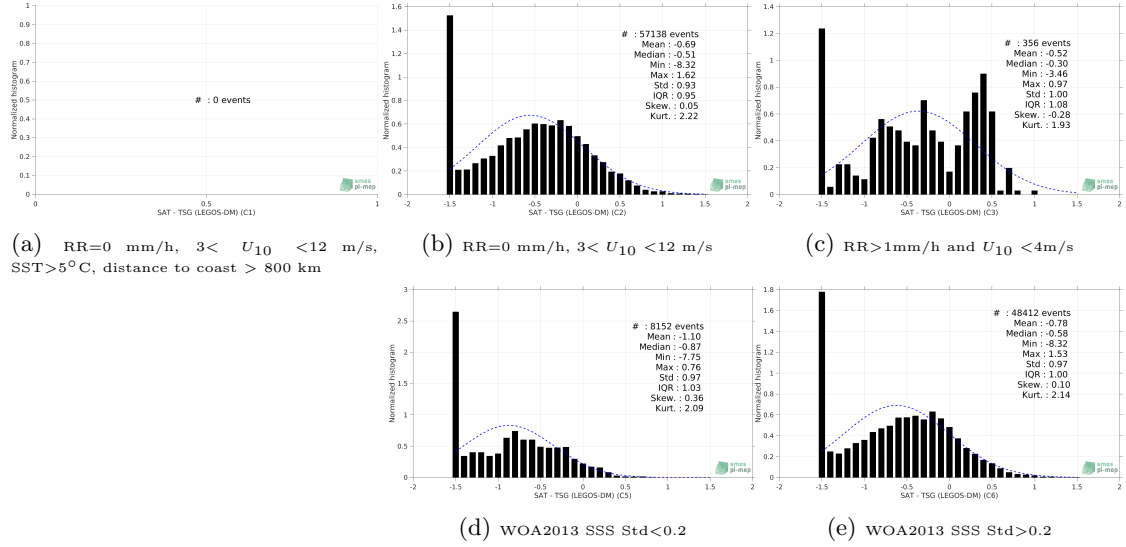 1
0.9
0.8
0.7
0.6
0.5
0.4
0.3
0.2
0.1
0
Normalized histogram
# : 0 events
smos
pi-mep
0 0.5 1
SAT - TSG (LEGOS-DM) (C1)
(a) RR=0 mm/h, 3< U10 <12 m/s,
SST>5°C, distance to coast > 800 km
1.6
1.4
1.2
1
0.8
0.6
0.4
0.2
0
Normalized histogram
# : 57138 events
Mean : -0.69
Median : -0.51
Min : -8.32
Max : 1.62
Std : 0.93
IQR : 0.95
Skew. : 0.05
Kurt. : 2.22
smos
pi-mep
-2 -1.5 -1 -0.5 0 0.5 1 1.5 2
SAT - TSG (LEGOS-DM) (C2)
(b) RR=0 mm/h, 3< U10 <12 m/s
1.4
1.2
1
0.8
0.6
0.4
0.2
0
Normalized histogram
# : 356 events
Mean : -0.52
Median : -0.30
Min : -3.46
Max : 0.97
Std : 1.00
IQR : 1.08
Skew. : -0.28
Kurt. : 1.93
smos
pi-mep
-2 -1.5 -1 -0.5 0 0.5 1 1.5 2
SAT - TSG (LEGOS-DM) (C3)
(c) RR>1mm/h and U10 <4m/s
3
2.5
2
1.5
1
0.5
0
Normalized histogram
# : 8152 events
Mean : -1.10
Median : -0.87
Min : -7.75
Max : 0.76
Std : 0.97
IQR : 1.03
Skew. : 0.36
Kurt. : 2.09
smos
pi-mep
-2 -1.5 -1 -0.5 0 0.5 1 1.5 2
SAT - TSG (LEGOS-DM) (C5)
(d) WOA2013 SSS Std<0.2
1.8
1.6
1.4
1.2
1
0.8
0.6
0.4
0.2
0
Normalized histogram
# : 48412 events
Mean : -0.78
Median : -0.58
Min : -8.32
Max : 1.53
Std : 0.97
IQR : 1.00
Skew. : 0.10
Kurt. : 2.14
smos
pi-mep
-2 -1.5 -1 -0.5 0 0.5 1 1.5 2
SAT - TSG (LEGOS-DM) (C6)
(e) WOA2013 SSS Std>0.2